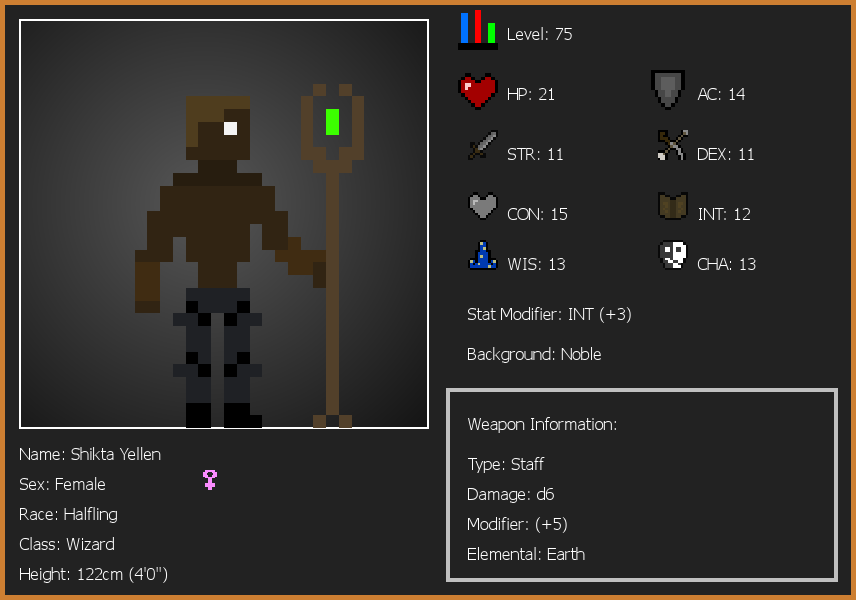 Level: 75
HP: 21
AC: 14
STR: 11
DEX: 11
CON: 15
INT: 12
WIS: 13
CHA: 13
Stat Modifier: INT (+3)
Background: Noble
Weapon Information:
Type: Staff
Damage: d6
Modifier: (+5)
Elemental: Earth
Name: Shikta Yellen
Sex: Female
Race: Halfling
Class: Wizard
Height: 122cm (4'0")